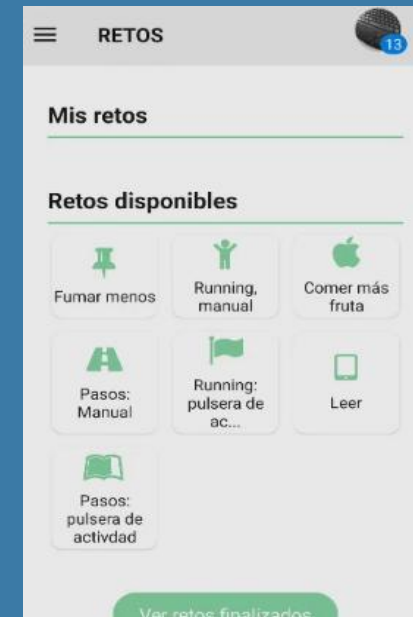 RETOS
13
Mis retos
Retos disponibles
Fumar menos
Running,
manual
Comer más
fruta
Pasos:
Manual
Running:
pulsera de
ac...
Leer
Pasos:
pulsera de
activdad
Ver retos finalizados